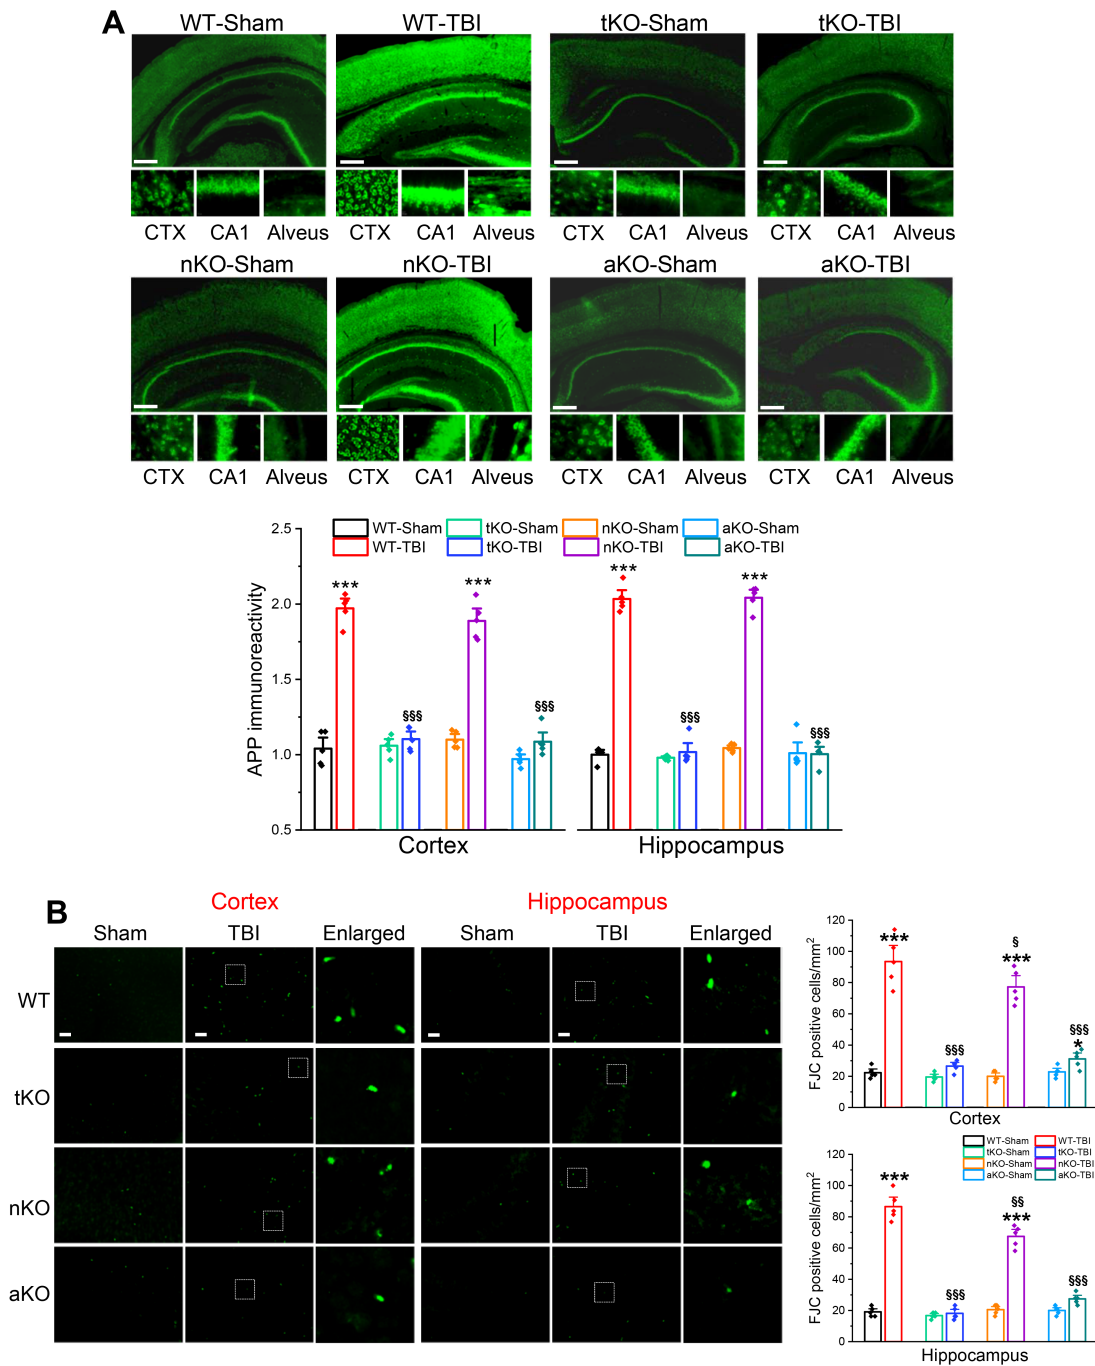 A
WT-Sham WT-TBI tKO-Sham tKO-TBI
CTX CA1 Alveus CTX CA1 Alveus CTX CA1 Alveus CTX CA1 Alveus
nKO-Sham nKO-TBI aKO-Sham aKO-TBI
CTX CA1 Alveus CTX CA1 Alveus CTX CA1 Alveus CTX CA1 Alveus
APP immunoreactivity
2.5
2.0
1.5
1.0
0.5
WT-Sham tKO-Sham nKO-Sham aKO-Sham
WT-TBI tKO-TBI nKO-TBI aKO-TBI
*** *** *** ***
§§§ §§§ §§§ §§§
Cortex Hippocampus
B
Cortex Hippocampus
Sham TBI Enlarged Sham TBI Enlarged
WT
tKO
nKO
aKO
FJC positive cells/mm²
120
100
80
60
40
20
0
***
§§§
§
***
§§§
*
Cortex
WT-Sham WT-TBI
tKO-Sham tKO-TBI
nKO-Sham nKO-TBI
aKO-Sham aKO-TBI
FJC positive cells/mm²
120
100
80
60
40
20
0
***
§§§
§§
***
§§§
Hippocampus